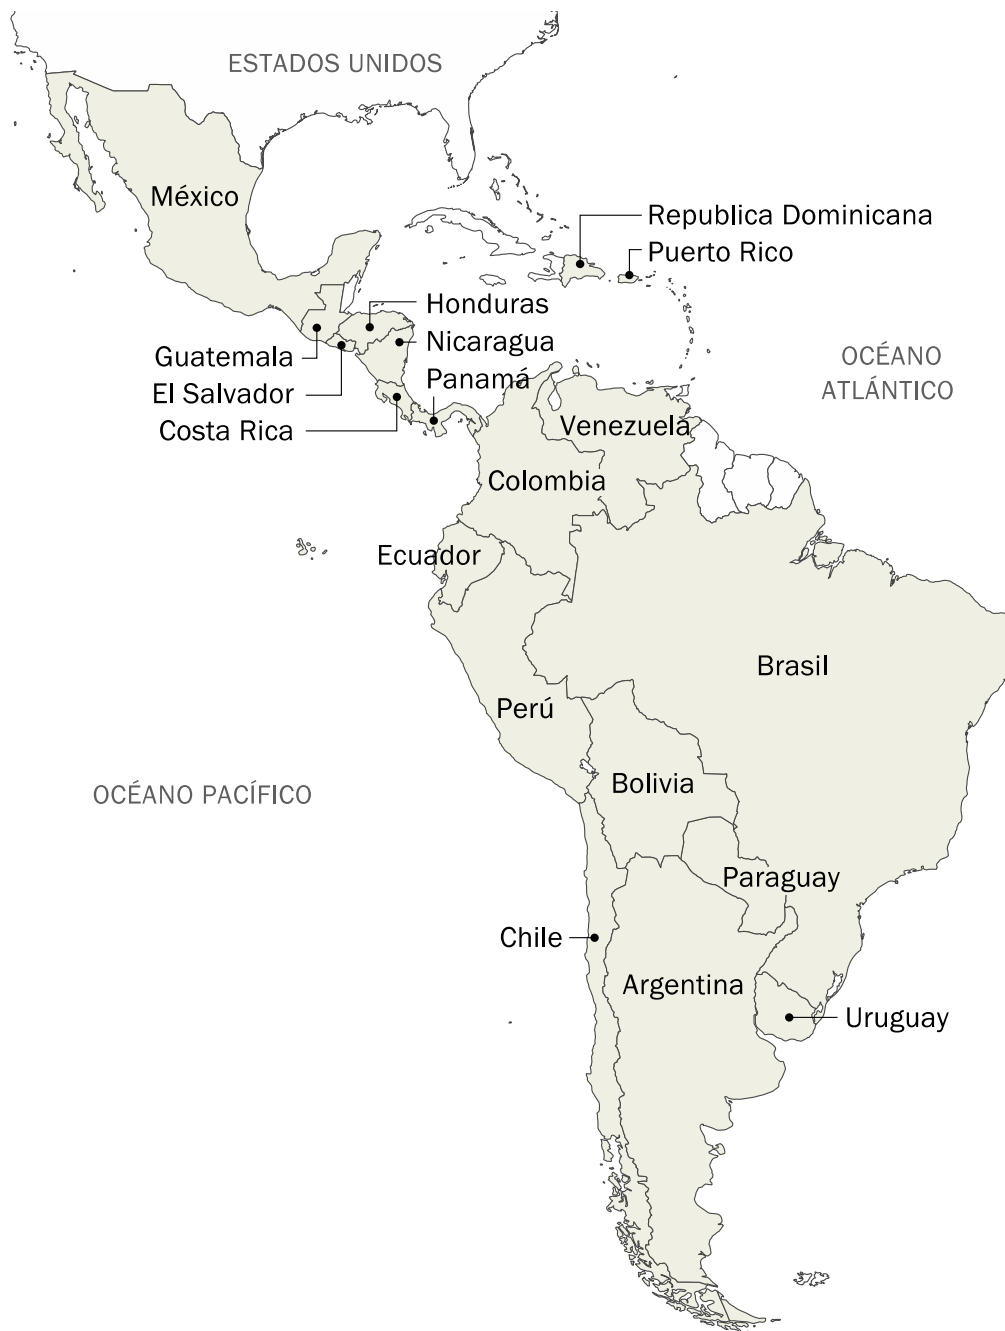 ESTADOS UNIDOS
México
Republica Dominicana
Puerto Rico
Honduras
Nicaragua
Panamá
Guatemala
El Salvador
Costa Rica
OCÉANO
ATLÁNTICO
Venezuela
Colombia
Ecuador
Brasil
Perú
Bolivia
OCÉANO PACÍFICO
Paraguay
Chile
Argentina
Uruguay